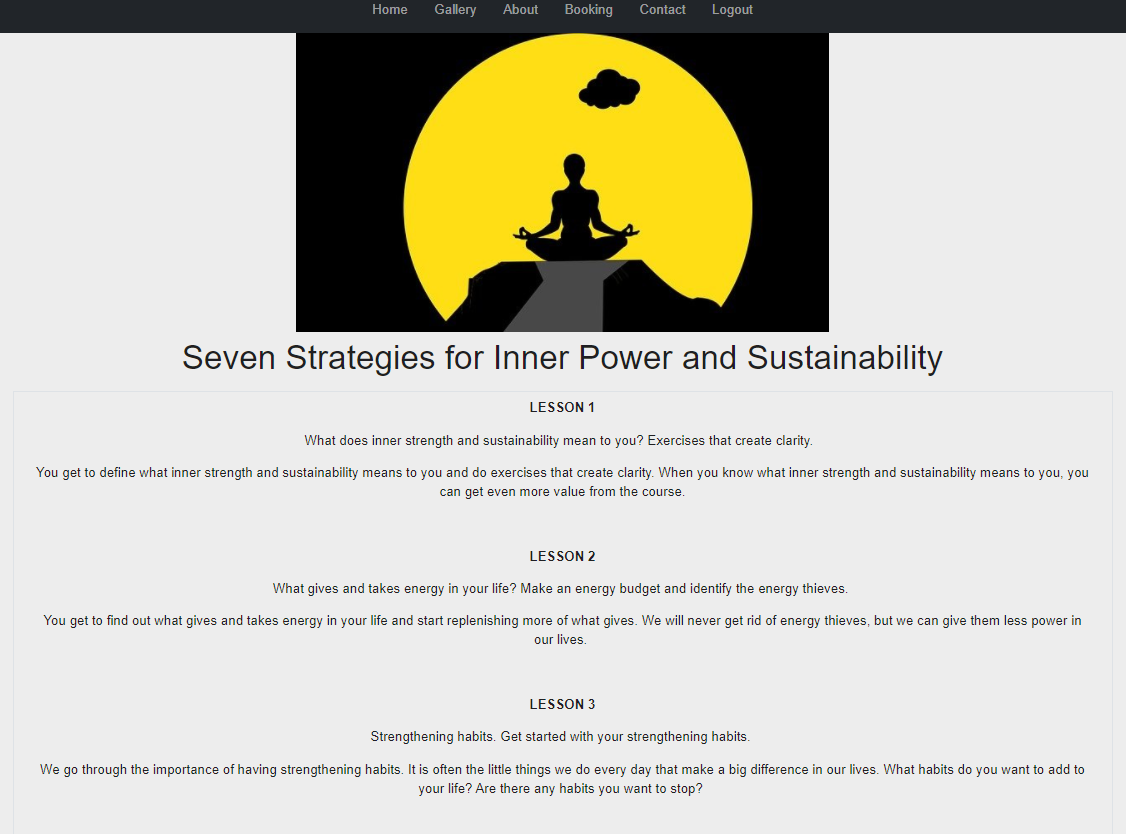 Home Gallery About Booking Contact Logout
Seven Strategies for Inner Power and Sustainability
LESSON 1
What does inner strength and sustainability mean to you? Exercises that create clarity.
You get to define what inner strength and sustainability means to you and do exercises that create clarity. When you know what inner strength and sustainability means to you, you
can get even more value from the course.
LESSON 2
What gives and takes energy in your life? Make an energy budget and identify the energy thieves.
You get to find out what gives and takes energy in your life and start replenishing more of what gives. We will never get rid of energy thieves, but we can give them less power in
our lives.
LESSON 3
Strengthening habits. Get started with your strengthening habits.
We go through the importance of having strengthening habits. It is often the little things we do every day that make a big difference in our lives. What habits do you want to add to
your life? Are there any habits you want to stop?